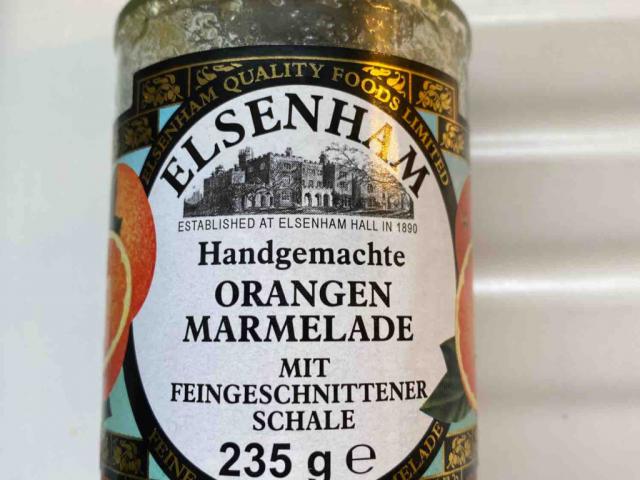 ELSENHAM QUALITY FOODS LIMITED
ELSENHAM
ESTABLISHED AT ELSENHAM HALL IN 1890
Handgemachte
ORANGEN
MARMELADE
MIT
FEINGESCHNITTENER
SCHALE
235 g e